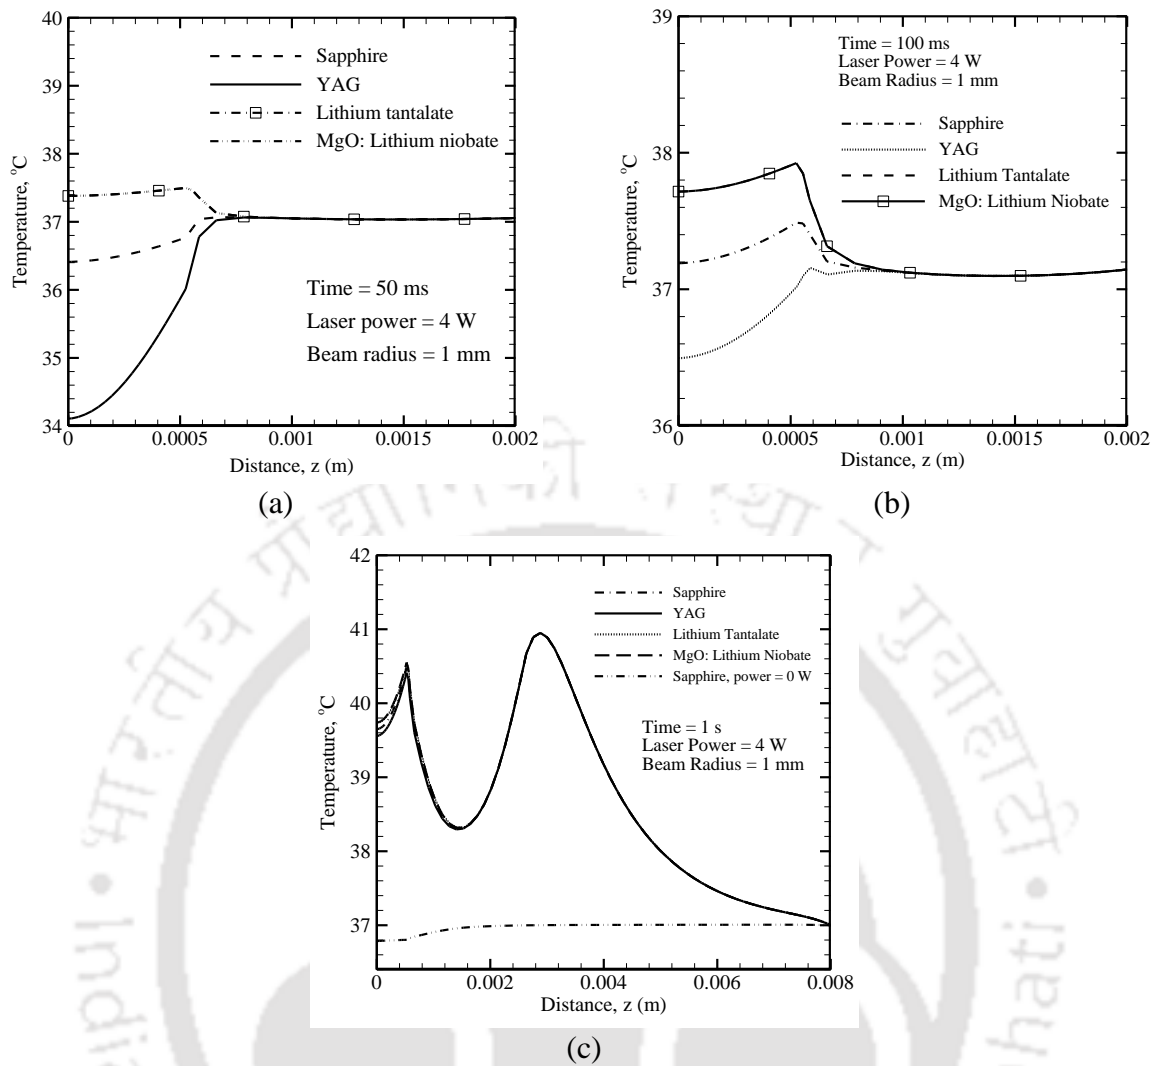 40
39
38
37
36
35
34
Temperature, °C
Sapphire
YAG
Lithium tantalate
MgO: Lithium niobate
Time = 50 ms
Laser power = 4 W
Beam radius = 1 mm
0 0.0005 0.001 0.0015 0.002
Distance, z (m)
(a)
39
38
37
36
Temperature, °C
Time = 100 ms
Laser Power = 4 W
Beam Radius = 1 mm
Sapphire
YAG
Lithium Tantalate
MgO: Lithium Niobate
0 0.0005 0.001 0.0015 0.002
Distance, z (m)
(b)
42
41
40
39
38
37
Temperature, °C
Sapphire
YAG
Lithium Tantalate
MgO: Lithium Niobate
Sapphire, power = 0 W
Time = 1 s
Laser Power = 4 W
Beam Radius = 1 mm
0 0.002 0.004 0.006 0.008
Distance, z (m)
(c)